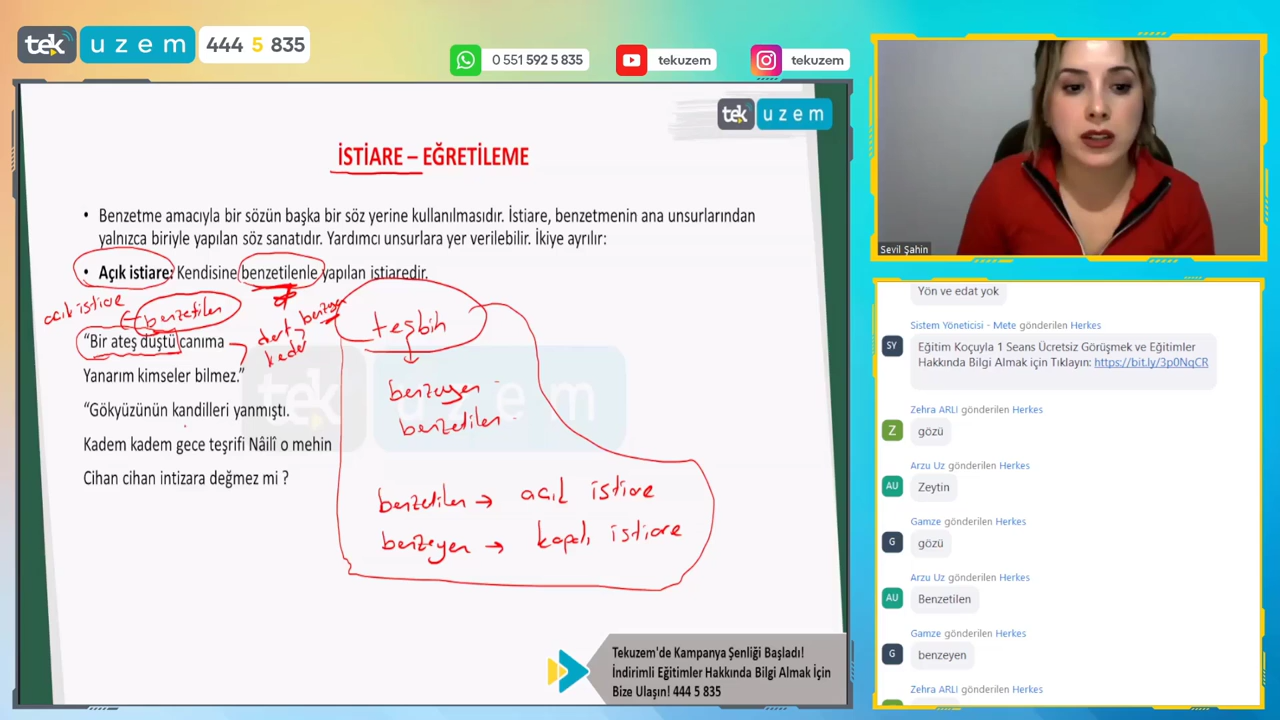 tek uzem 444 5 835
0 551 592 5 835
tekuzem
tekuzem
tek uzem
İSTİARE – EĞRETİLEME
• Benzetme amacıyla bir sözün başka bir söz yerine kullanılmasıdır. İstiare, benzetmenin ana unsurlarından
yalnızca biriyle yapılan söz sanatıdır. Yardımcı unsurlara yer verilebilir. İkiye ayrılır:
• Açık istiare: Kendisine benzetilenle yapılan istiaredir.
açık istiare
benzetilen
benzeyen
dert
keder
teşbih
“Bir ateş düştü canıma
Yanarım kimseler bilmez.”
“Gökyüzünün kandilleri yanmıştı.
Kadem kadem gece teşrifi Nâilî o mehin
Cihan cihan intizara değmez mi ?
benzeyen
benzetilen
tek uzem
benzetilen → açık istiare
benzeyen → kapalı istiare
Tekuzem'de Kampanya Şenliği Başladı!
İndirimli Eğitimler Hakkında Bilgi Almak İçin
Bize Ulaşın! 444 5 835
Sevil Şahin
Yön ve edat yok
Sistem Yöneticisi - Mete gönderilen Herkes
SY
Eğitim Koçuyla 1 Seans Ücretsiz Görüşmek ve Eğitimler
Hakkında Bilgi Almak için Tıklayın: https://bit.ly/3p0NqCR
Zehra ARLI gönderilen Herkes
Z
gözü
Arzu Uz gönderilen Herkes
AU
Zeytin
Gamze gönderilen Herkes
G
gözü
Arzu Uz gönderilen Herkes
AU
Benzetilen
Gamze gönderilen Herkes
G
benzeyen
Zehra ARLI gönderilen Herkes